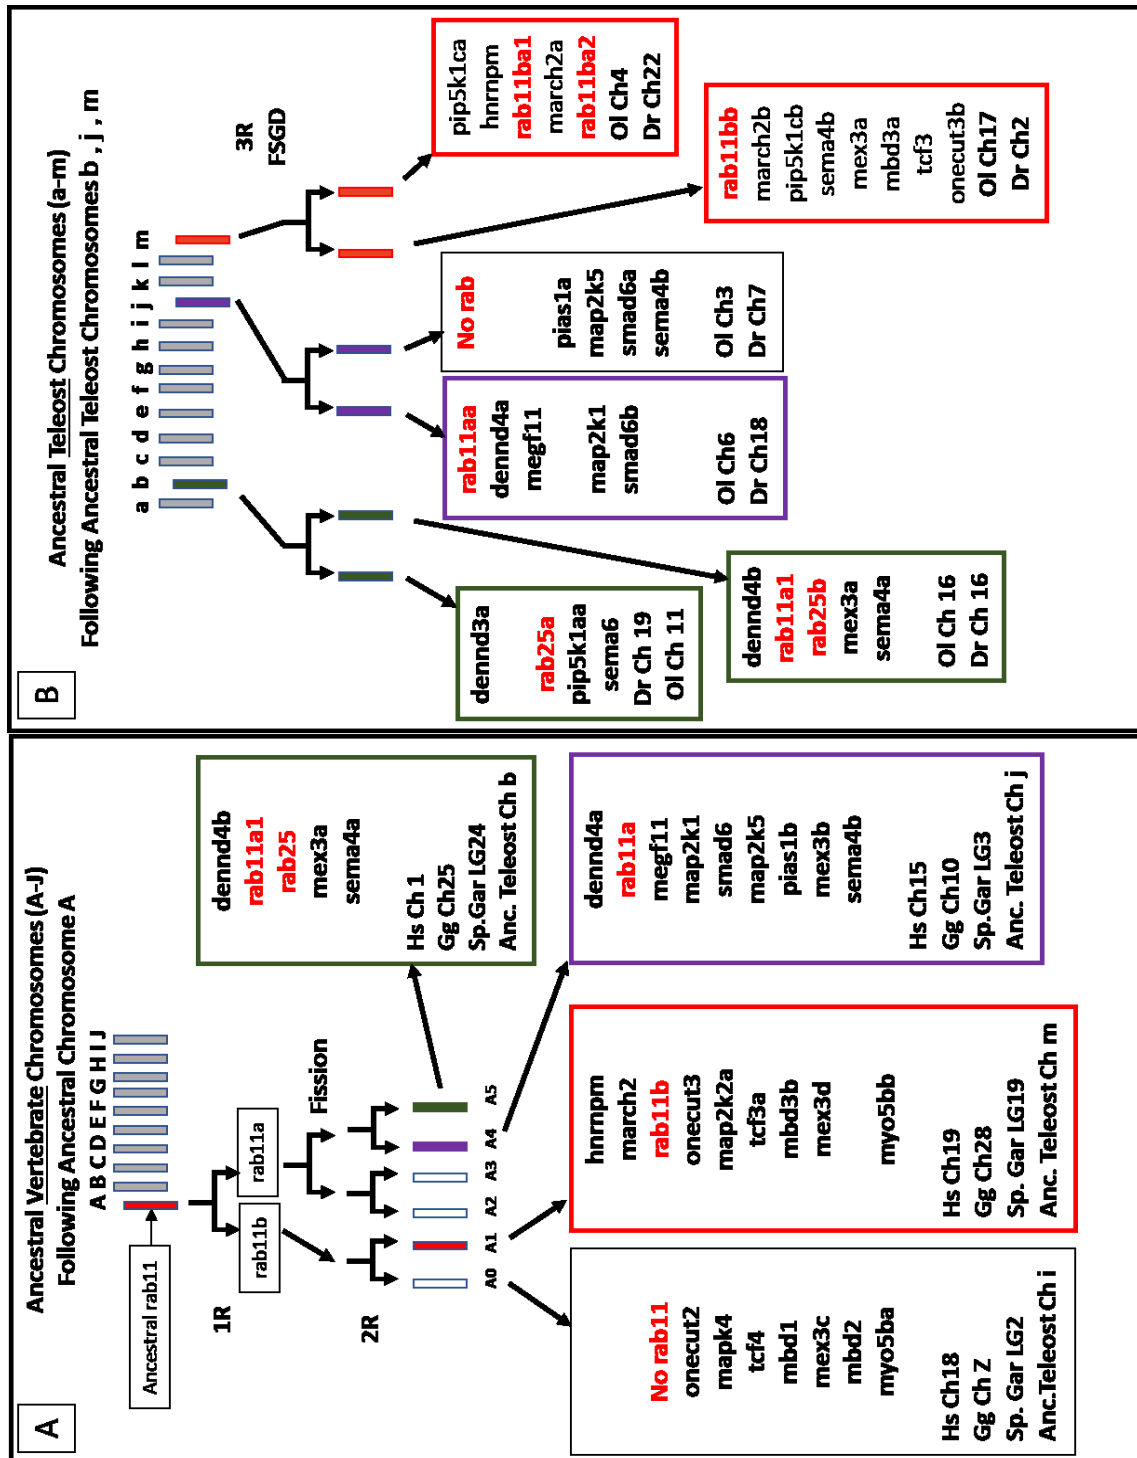 A
Ancestral Vertebrate Chromosomes (A-J)
Following Ancestral Chromosome A
A B C D E F G H I J
Ancestral rab11
1R
rab11b
rab11a
Fission
2R
A0
A1
A2
A3
A4
A5
dennd4b
rab11a1
rab25
mex3a
sema4a
Hs Ch 1
Gg Ch25
Sp.Gar LG24
Anc. Teleost Ch b
No rab11
onecut2
mapk4
tcf4
mbd1
mex3c
mbd2
myo5ba
Hs Ch18
Gg Ch Z
Sp. Gar LG2
Anc.Teleost Ch i
hnrnpm
march2
rab11b
onecut3
map2k2a
tcf3a
mbd3b
mex3d
myo5bb
Hs Ch19
Gg Ch28
Sp. Gar LG19
Anc. Teleost Ch m
dennd4a
rab11a
megf11
map2k1
smad6
map2k5
pias1b
mex3b
sema4b
Hs Ch15
Gg Ch10
Sp.Gar LG3
Anc. Teleost Ch j
B
Ancestral Teleost Chromosomes (a-m)
Following Ancestral Teleost Chromosomes b , j , m
a b c d e f g h i j k l m
3R
FSGD
dennd3a
rab25a
pip5k1aa
sema6
Dr Ch 19
Ol Ch 11
dennd4b
rab11a1
rab25b
mex3a
sema4a
Ol Ch 16
Dr Ch 16
rab11aa
dennd4a
megf11
map2k1
smad6b
Ol Ch6
Dr Ch18
No rab
pias1a
map2k5
smad6a
sema4b
Ol Ch3
Dr Ch7
pip5k1ca
hnrnpm
rab11ba1
march2a
rab11ba2
Ol Ch4
Dr Ch22
rab11bb
march2b
pip5k1cb
sema4b
mex3a
mbd3a
tcf3
onecut3b
Ol Ch17
Dr Ch2